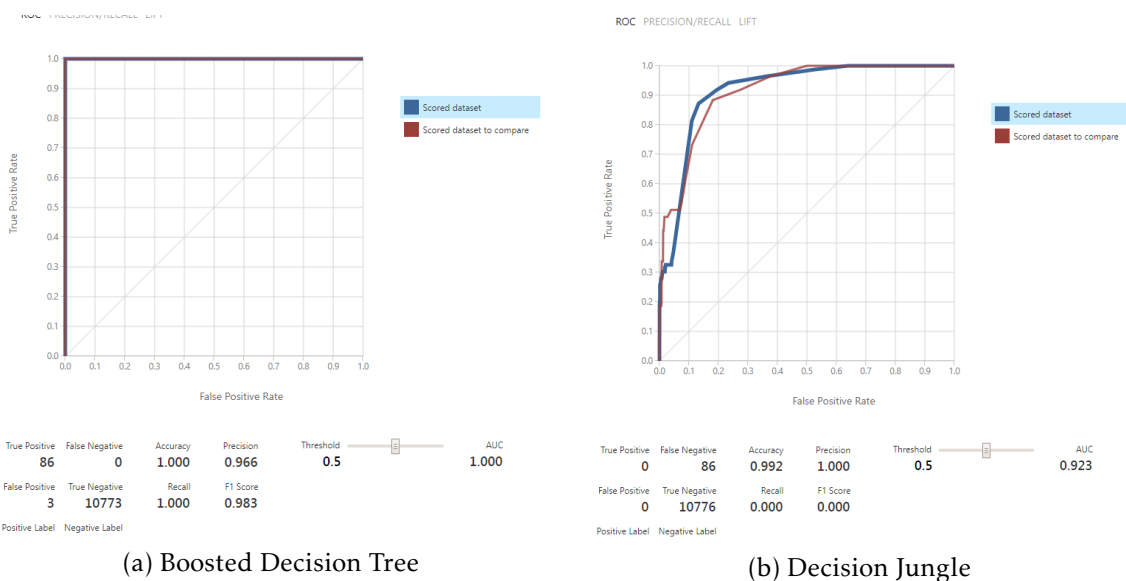 ROC PRECISION/RECALL LIFT
1.0
0.9
0.8
0.7
0.6
0.5
0.4
0.3
0.2
0.1
0.0
True Positive Rate
0.0 0.1 0.2 0.3 0.4 0.5 0.6 0.7 0.8 0.9 1.0
False Positive Rate
Scored dataset
Scored dataset to compare
True Positive False Negative Accuracy Precision Threshold AUC
86 0 1.000 0.966 0.5 1.000
False Positive True Negative Recall F1 Score
3 10773 1.000 0.983
Positive Label Negative Label
(a) Boosted Decision Tree
ROC PRECISION/RECALL LIFT
1.0
0.9
0.8
0.7
0.6
0.5
0.4
0.3
0.2
0.1
0.0
True Positive Rate
0.0 0.1 0.2 0.3 0.4 0.5 0.6 0.7 0.8 0.9 1.0
False Positive Rate
Scored dataset
Scored dataset to compare
True Positive False Negative Accuracy Precision Threshold AUC
0 86 0.992 1.000 0.5 0.923
False Positive True Negative Recall F1 Score
0 10776 0.000 0.000
Positive Label Negative Label
(b) Decision Jungle